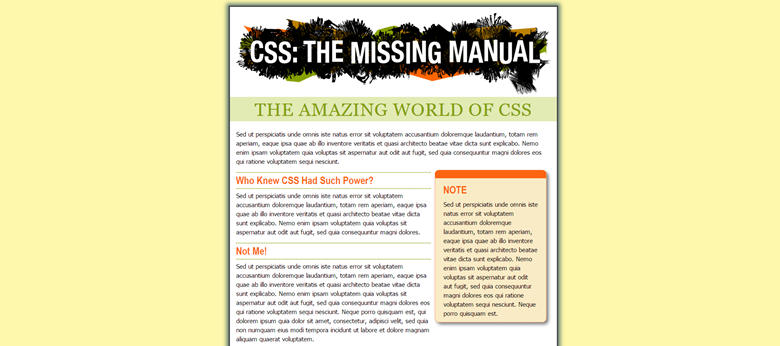 CSS: THE MISSING MANUAL
THE AMAZING WORLD OF CSS
Sed ut perspiciatis unde omnis iste natus error sit voluptatem accusantium doloremque laudantium, totam rem
aperiam, eaque ipsa quae ab illo inventore veritatis et quasi architecto beatae vitae dicta sunt explicabo. Nemo
enim ipsam voluptatem quia voluptas sit aspernatur aut odit aut fugit, sed quia consequuntur magni dolores eos
qui ratione voluptatem sequi nesciunt.
Who Knew CSS Had Such Power?
Sed ut perspiciatis unde omnis iste natus error sit voluptatem
accusantium doloremque laudantium, totam rem aperiam, eaque ipsa
quae ab illo inventore veritatis et quasi architecto beatae vitae dicta
sunt explicabo. Nemo enim ipsam voluptatem quia voluptas sit
aspernatur aut odit aut fugit, sed quia consequuntur magni dolores.
Not Me!
Sed ut perspiciatis unde omnis iste natus error sit voluptatem
accusantium doloremque laudantium, totam rem aperiam, eaque ipsa
quae ab illo inventore veritatis et quasi architecto beatae vitae dicta
sunt explicabo. Nemo enim ipsam voluptatem quia voluptas sit
aspernatur aut odit aut fugit, sed quia consequuntur magni dolores eos
qui ratione voluptatem sequi nesciunt. Neque porro quisquam est, qui
dolorem ipsum quia dolor sit amet, consectetur, adipisci velit, sed quia
non numquam eius modi tempora incidunt ut labore et dolore magnam
aliquam quaerat voluptatem.
NOTE
Sed ut perspiciatis unde omnis iste
natus error sit voluptatem
accusantium doloremque
laudantium, totam rem aperiam,
eaque ipsa quae ab illo inventore
veritatis et quasi architecto beatae
vitae dicta sunt explicabo. Nemo
enim ipsam voluptatem quia
voluptas sit aspernatur aut odit
aut fugit, sed quia consequuntur
magni dolores eos qui ratione
voluptatem sequi nesciunt. Neque
porro quisquam est.